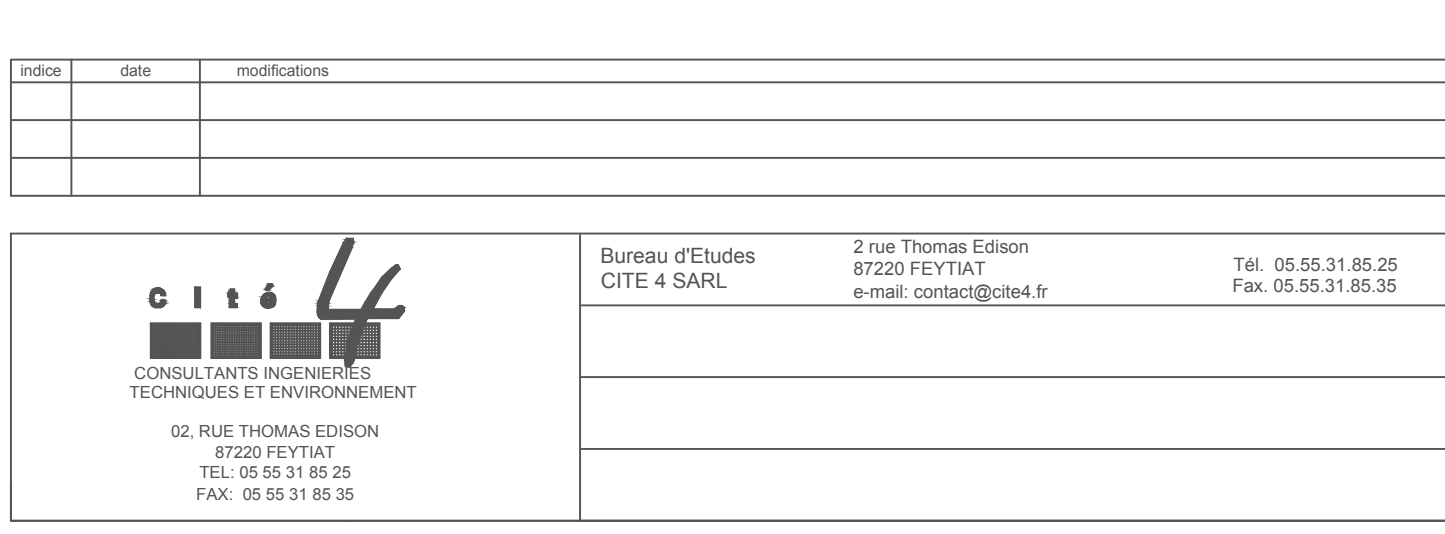 indice date modifications
Cité 4
CONSULTANTS INGENIERIES
TECHNIQUES ET ENVIRONNEMENT
02, RUE THOMAS EDISON
87220 FEYTIAT
TEL: 05 55 31 85 25
FAX: 05 55 31 85 35
Bureau d'Etudes
CITE 4 SARL
2 rue Thomas Edison
87220 FEYTIAT
e-mail: contact@cite4.fr
Tél. 05.55.31.85.25
Fax. 05.55.31.85.35